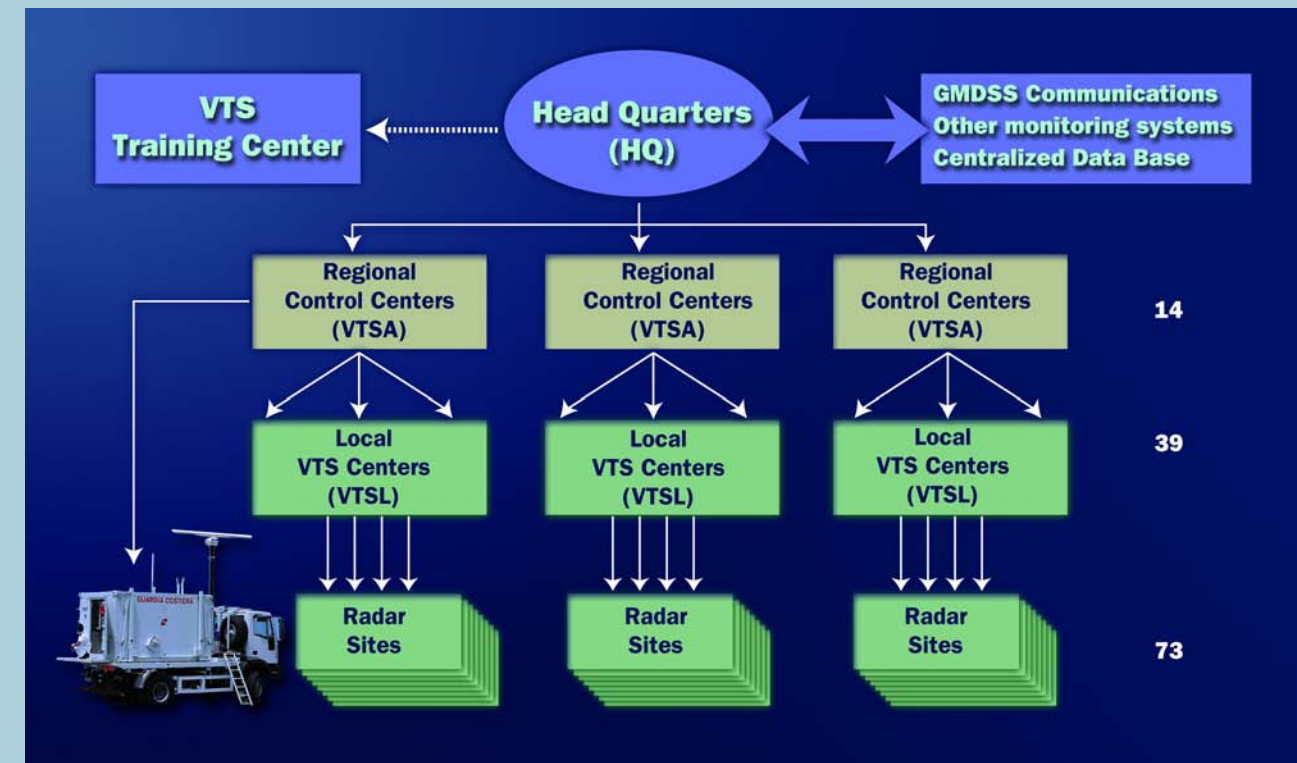 VTS
Training Center
Head Quarters
(HQ)
GMDSS Communications
Other monitoring systems
Centralized Data Base
Regional
Control Centers
(VTSA)
Regional
Control Centers
(VTSA)
Regional
Control Centers
(VTSA)
14
Local
VTS Centers
(VTSL)
Local
VTS Centers
(VTSL)
Local
VTS Centers
(VTSL)
39
GUARDIA COSTIERA
Radar
Sites
Radar
Sites
Radar
Sites
73